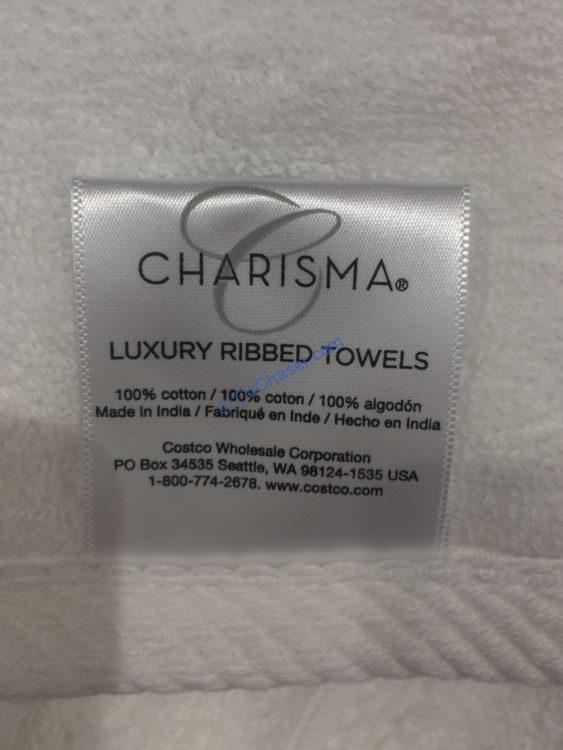 CHARISMA®
LUXURY RIBBED TOWELS
100% cotton / 100% coton / 100% algodón
Made in India / Fabriqué en Inde / Hecho en India
Costco Wholesale Corporation
PO Box 34535 Seattle, WA 98124-1535 USA
1-800-774-2678. www.costco.com